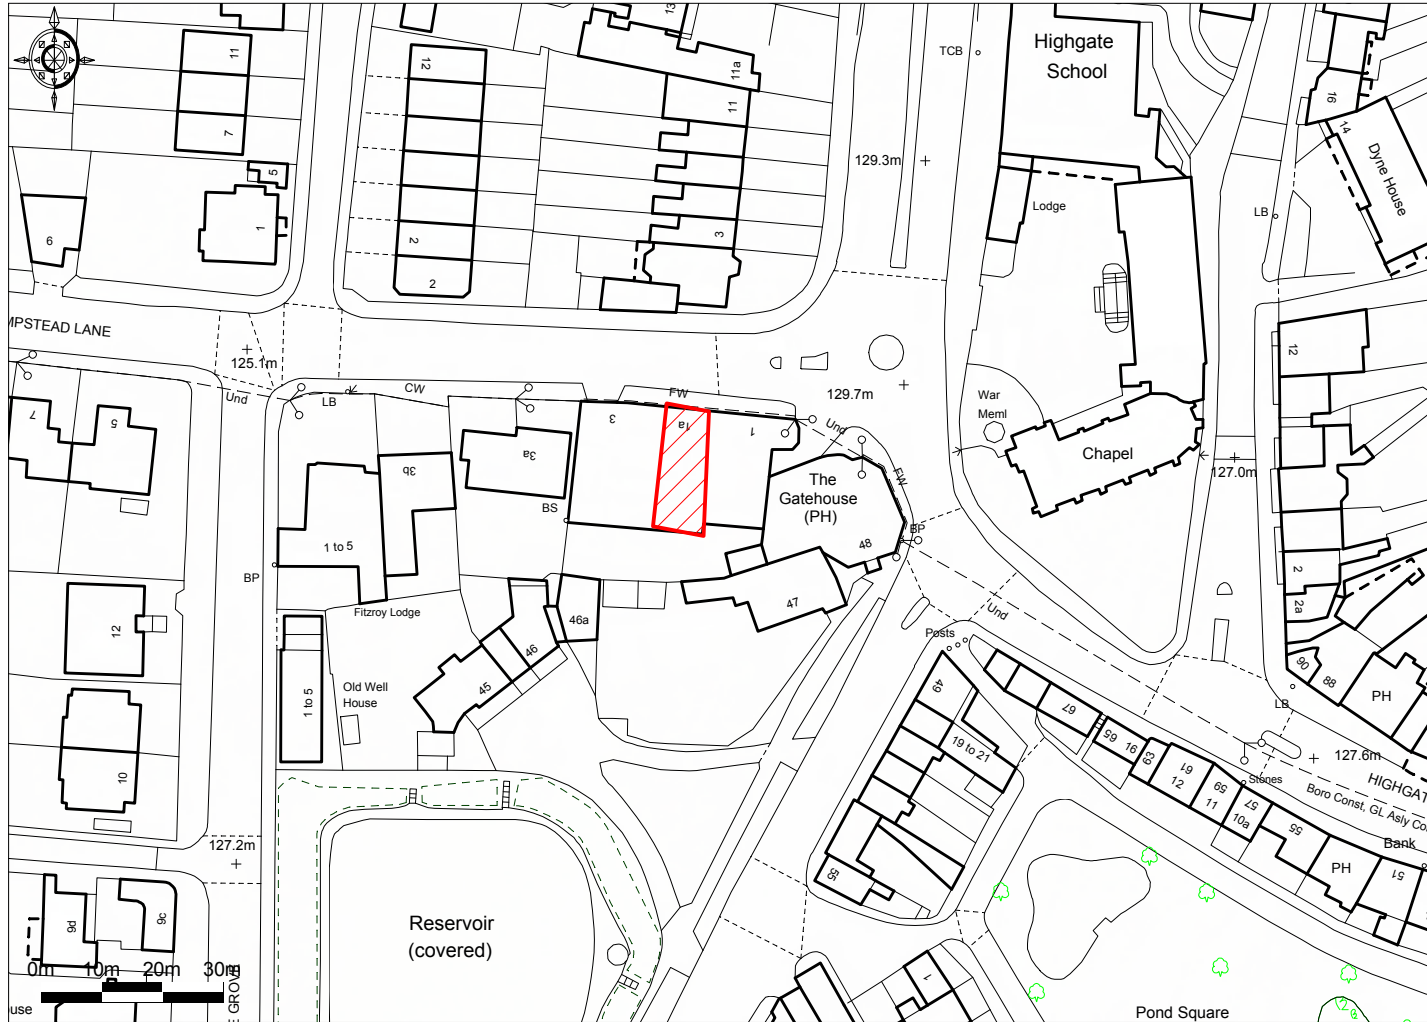 11
12
13
11a
11
TCB
Highgate
School
16
14
Dyne House
7
5
129.3m
6
1
2
2
3
Lodge
LB
MPSTEAD LANE
125.1m
Und
LB
CW
FW
129.7m
Und
War
Meml
12
7
5
3
1a
1
3a
3b
The
Gatehouse
(PH)
FW
Chapel
127.0m
BS
BP
48
1 to 5
BP
Fitzroy Lodge
47
46a
46
45
12
1 to 5
Old Well
House
Und
Posts
2
2a
90
88
PH
LB
49
19 to 21
67
65
16
63
61
12
59
11
57
10a
55
Stones
127.6m
HIGHGAT
Boro Const, GL Asly Co
Bank
PH
51
10
127.2m
55
9d
9c
Reservoir
(covered)
1
0m
10m
20m
30m
E GROVE
use
Pond Square